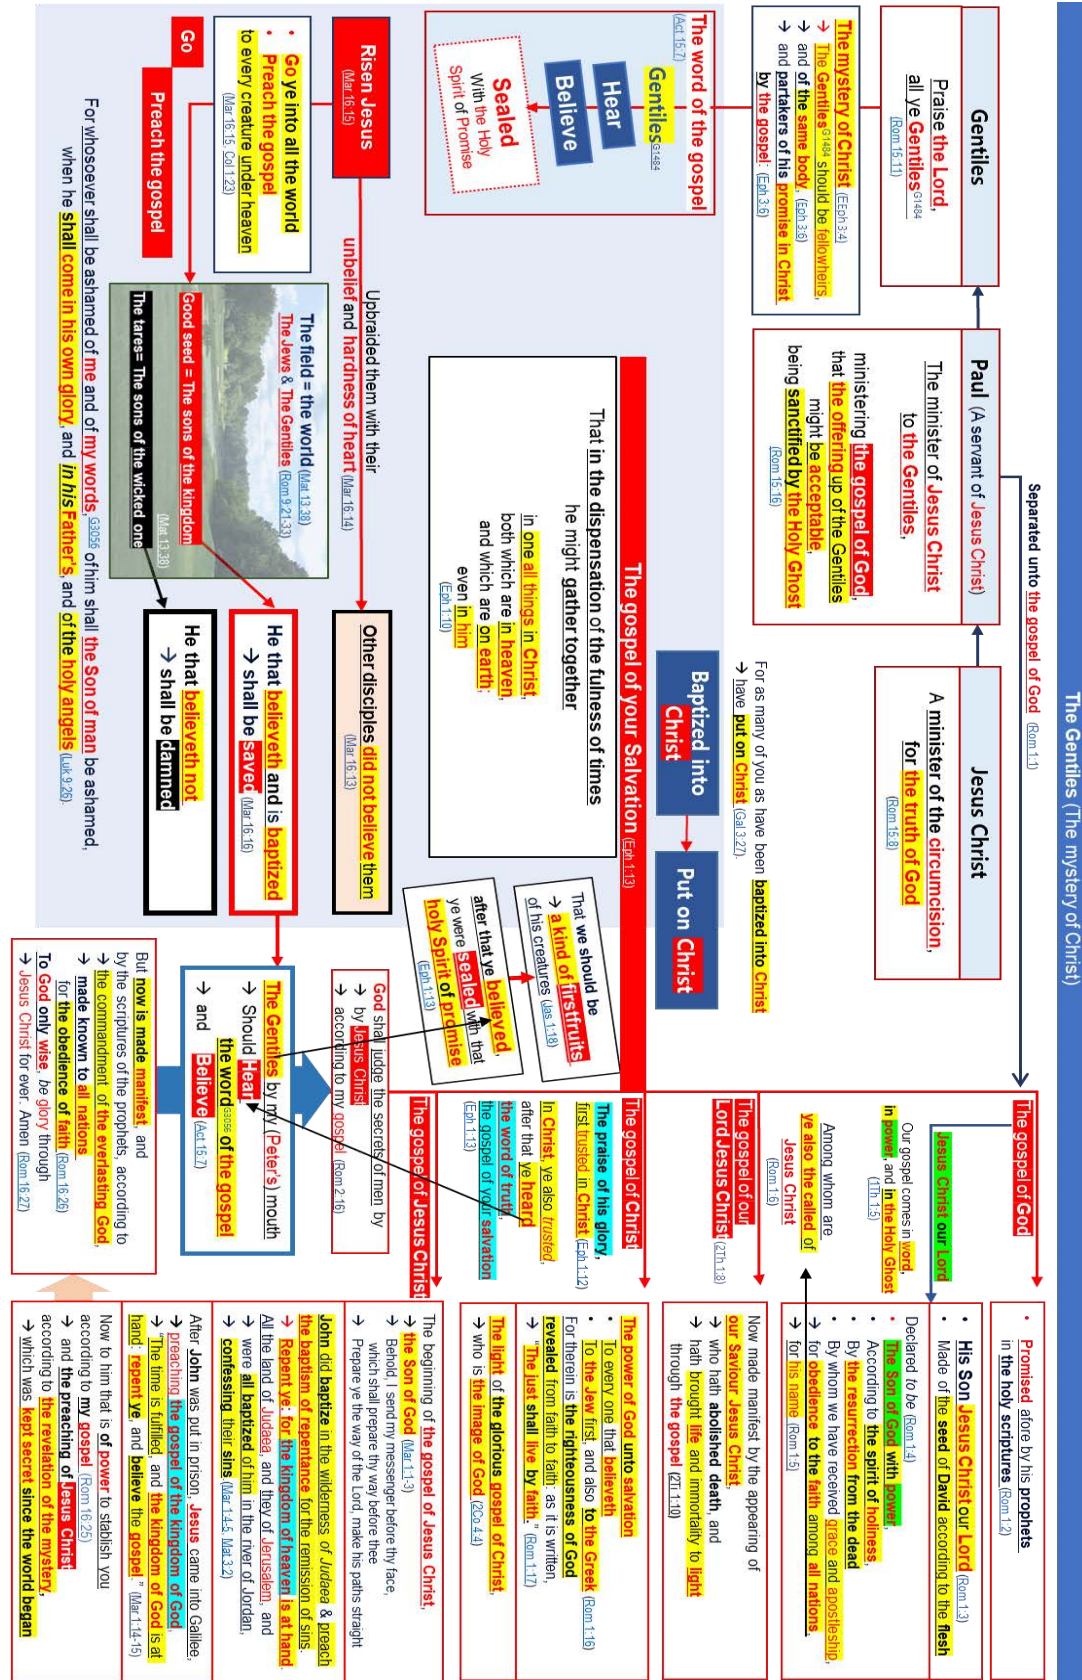 The Gentiles (The mystery of Christ)
Separated unto the gospel of God (Rom 1:1)
Gentiles
Praise the Lord,
all ye Gentiles G1484
(Rom 15:11)
Paul (A servant of Jesus Christ)
The minister of Jesus Christ
to the Gentiles,
ministering the gospel of God,
that the offering up of the Gentiles
might be acceptable,
being sanctified by the Holy Ghost
(Rom 15:16)
Jesus Christ
A minister of the circumcision,
for the truth of God
(Rom 15:8)
The mystery of Christ (EEph 3:4)
→ The Gentiles G1484 should be fellowheirs,
→ and of the same body, (Eph 3:6)
→ and partakers of his promise in Christ
by the gospel: (Eph 3:6)
The word of the gospel
(Act 15:7)
Gentiles G1484
Hear
Believe
Sealed
With the Holy
Spirit of Promise
For as many of you as have been baptized into Christ
→ have put on Christ (Gal 3:27).
Baptized into
Christ
Put on Christ
The gospel of your Salvation (Eph 1:13)
That in the dispensation of the fulness of times
he might gather together
in one all things in Christ,
both which are in heaven,
and which are on earth;
even in him
(Eph 1:10)
That we should be
→ a kind of firstfruits
of his creatures (Jas 1:18)
after that ye believed,
ye were sealed with that
holy Spirit of promise
(Eph 1:13)
Risen Jesus
(Mar 16:15)
Upbraided them with their
unbelief and hardness of heart (Mar 16:14)
Other disciples did not believe them
(Mar 16:13)
• Go ye into all the world
• Preach the gospel
to every creature under heaven
(Mar 16:15, Col 1:23)
Go
Preach the gospel
The field = the world (Mat 13:38)
The Jews & The Gentiles (Rom 9:21-33)
Good seed = The sons of the kingdom
The tares= The sons of the wicked one
(Mat 13:38)
He that believeth and is baptized
→ shall be saved (Mar 16:16)
He that believeth not
→ shall be damned
For whosoever shall be ashamed of me and of my words, G3056 of him shall the Son of man be ashamed,
when he shall come in his own glory, and in his Father's, and of the holy angels (Luk 9:26).
The gospel of God
Jesus Christ our Lord
Our gospel comes in word,
in power, and in the Holy Ghost
(1Th 1:5)
Among whom are
ye also the called of
Jesus Christ
(Rom 1:6)
• Promised afore by his prophets
in the holy scriptures (Rom 1:2)
• His Son Jesus Christ our Lord (Rom 1:3)
• Made of the seed of David according to the flesh
Declared to be (Rom 1:4)
• The Son of God with power,
• According to the spirit of holiness,
• By the resurrection from the dead
• By whom we have received grace and apostleship,
→ for obedience to the faith among all nations,
→ for his name (Rom 1:5)
The gospel of our
Lord Jesus Christ (2Th 1:8)
Now made manifest by the appearing of
our Saviour Jesus Christ,
→ who hath abolished death, and
→ hath brought life and immortality to light
through the gospel (2Ti 1:10)
The gospel of Christ
The praise of his glory,
first trusted in Christ (Eph 1:12)
In Christ, ye also trusted,
after that ye heard
the word of truth,
the gospel of your salvation
(Eph 1:13)
The power of God unto salvation
• To every one that believeth
• To the Jew first, and also to the Greek (Rom 1:16)
For therein is the righteousness of God
revealed from faith to faith: as it is written,
→ "The just shall live by faith." (Rom 1:17)
The light of the glorious gospel of Christ,
→ who is the image of God (2Co 4:4)
The gospel of Jesus Christ
The beginning of the gospel of Jesus Christ,
→ the Son of God (Mar 1:1-3)
→ Behold, I send my messenger before thy face,
which shall prepare thy way before thee
→ Prepare ye the way of the Lord, make his paths straight
John did baptize in the wilderness of Judaea & preach
the baptism of repentance for the remission of sins.
→ Repent ye: for the kingdom of heaven is at hand.
All the land of Judaea, and they of Jerusalem, and
→ were all baptized of him in the river of Jordan,
→ confessing their sins (Mar 1:4-5, Mat 3:2)
After John was put in prison, Jesus came into Galilee,
→ preaching the gospel of the kingdom of God,
→ "The time is fulfilled, and the kingdom of God is at
hand: repent ye, and believe the gospel." (Mar 1:14-15)
Now to him that is of power to stablish you
according to my gospel (Rom 16:25)
→ and the preaching of Jesus Christ,
according to the revelation of the mystery,
→ which was kept secret since the world began
God shall judge the secrets of men by
→ by Jesus Christ
→ according to my gospel (Rom 2:16)
The Gentiles by my (Peter's) mouth
→ Should Hear
the word G3056 of the gospel
→ and Believe (Act 15:7)
But now is made manifest, and
by the scriptures of the prophets, according to
→ the commandment of the everlasting God,
→ made known to all nations
for the obedience of faith (Rom 16:26)
To God only wise, be glory through
→ Jesus Christ for ever. Amen (Rom 16:27)